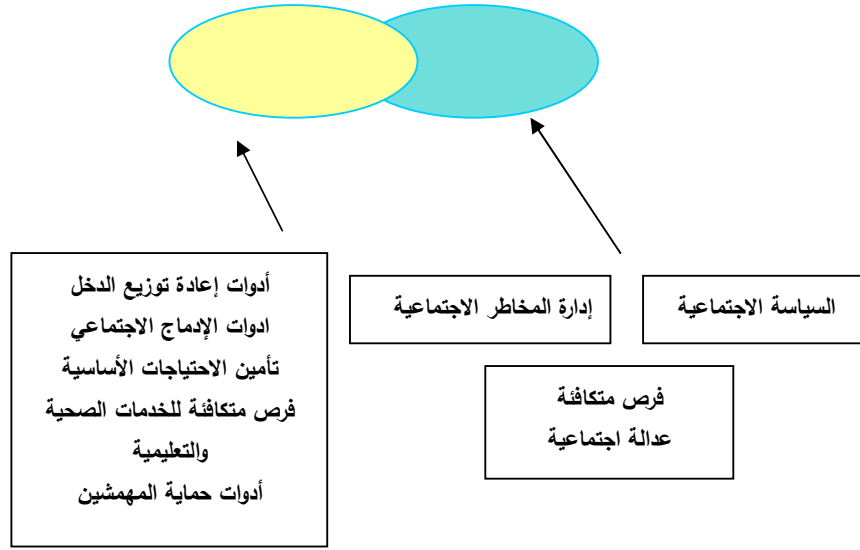 أدوات إعادة توزيع الدخل
ادوات الإدماج الاجتماعي
تأمين الاحتياجات الأساسية
فرص متكافئة للخدمات الصحية
والتعليمية
أدوات حماية المهمشين
إدارة المخاطر الاجتماعية
السياسة الاجتماعية
فرص متكافئة
عدالة اجتماعية